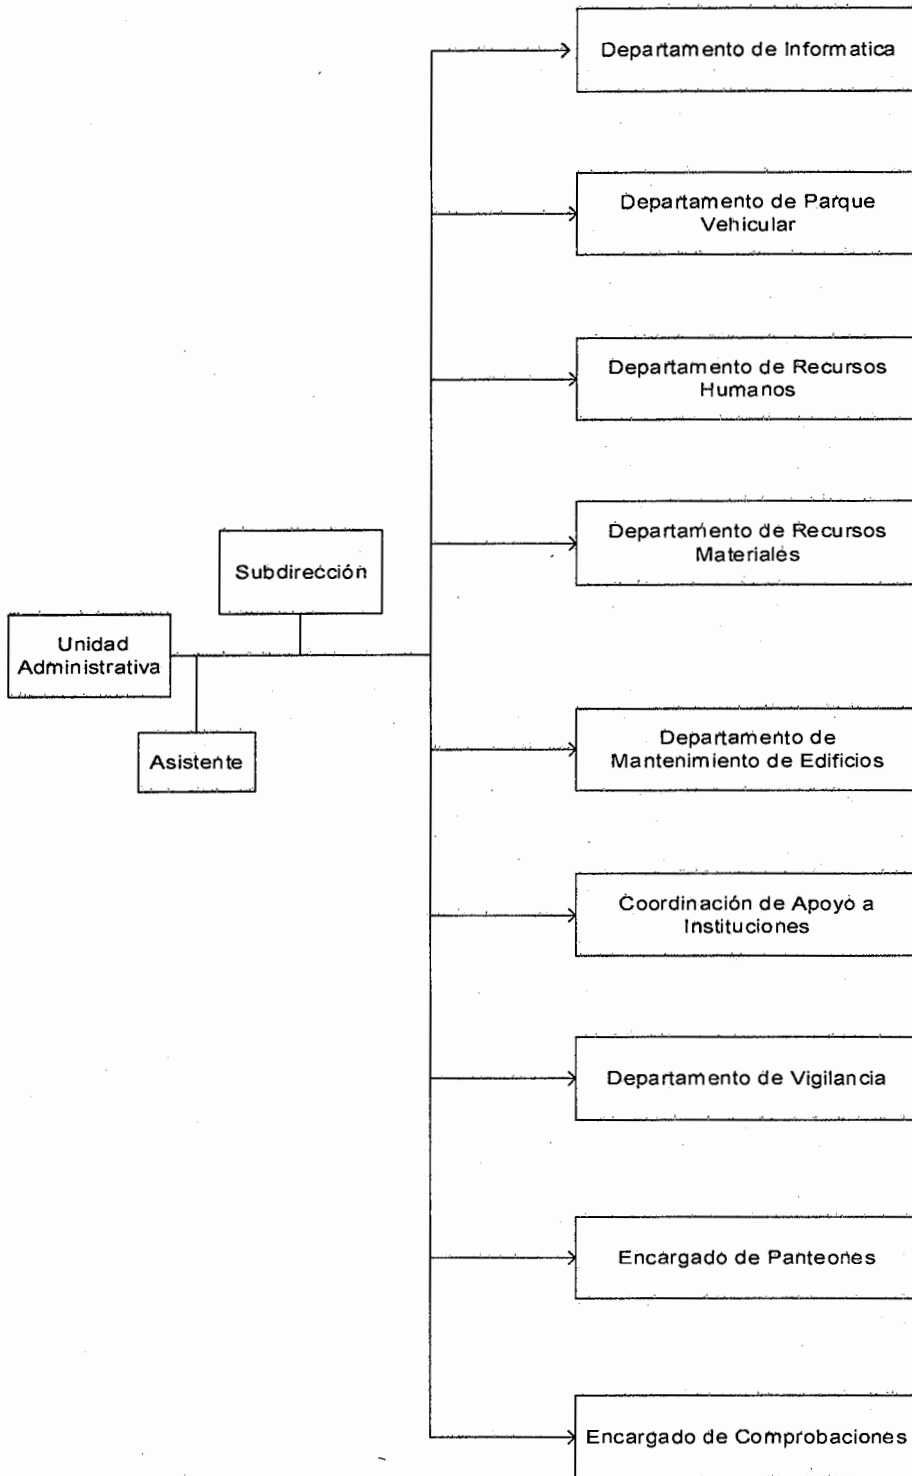 Departamento de Informatica
Departamento de Parque
Vehicular
Departamento de Recursos
Humanos
Departamento de Recursos
Materiales
Subdirección
Unidad
Administrativa
Asistente
Departamento de
Mantenimiento de Edificios
Coordinación de Apoyo a
Instituciones
Departamento de Vigilancia
Encargado de Panteones
Encargado de Comprobaciones